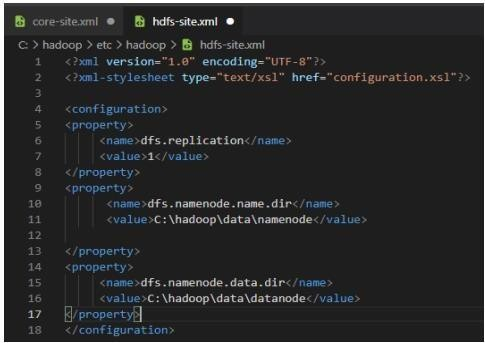 core-site.xml ● hdfs-site.xml ●
C: > hadoop > etc > hadoop > hdfs-site.xml
1 <?xml version="1.0" encoding="UTF-8"?>
2 <?xml-stylesheet type="text/xsl" href="configuration.xsl"?>
3
4 <configuration>
5 <property>
6 <name>dfs.replication</name>
7 <value>1</value>
8 </property>
9 <property>
10 <name>dfs.namenode.name.dir</name>
11 <value>C:\hadoop\data\namenode</value>
12
13 </property>
14 <property>
15 <name>dfs.namenode.data.dir</name>
16 <value>C:\hadoop\data\datanode</value>
17 </property>
18 </configuration>